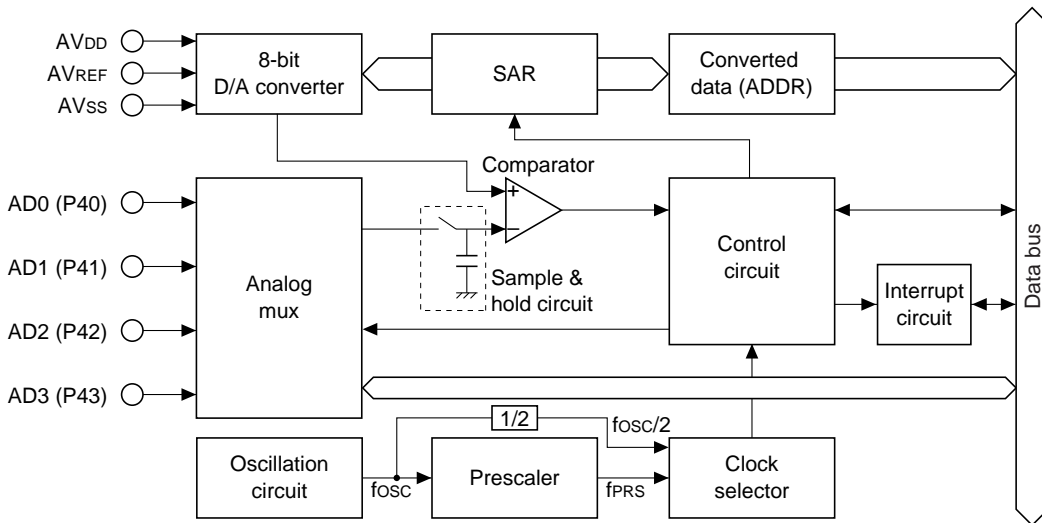 AVDD
AVREF
AVSS
8-bit
D/A converter
SAR
Converted
data (ADDR)
Comparator
+
−
AD0 (P40)
AD1 (P41)
AD2 (P42)
AD3 (P43)
Analog
mux
Sample &
hold circuit
Control
circuit
Interrupt
circuit
Data bus
1/2
fOSC/2
Oscillation
circuit
fOSC
Prescaler
fPRS
Clock
selector